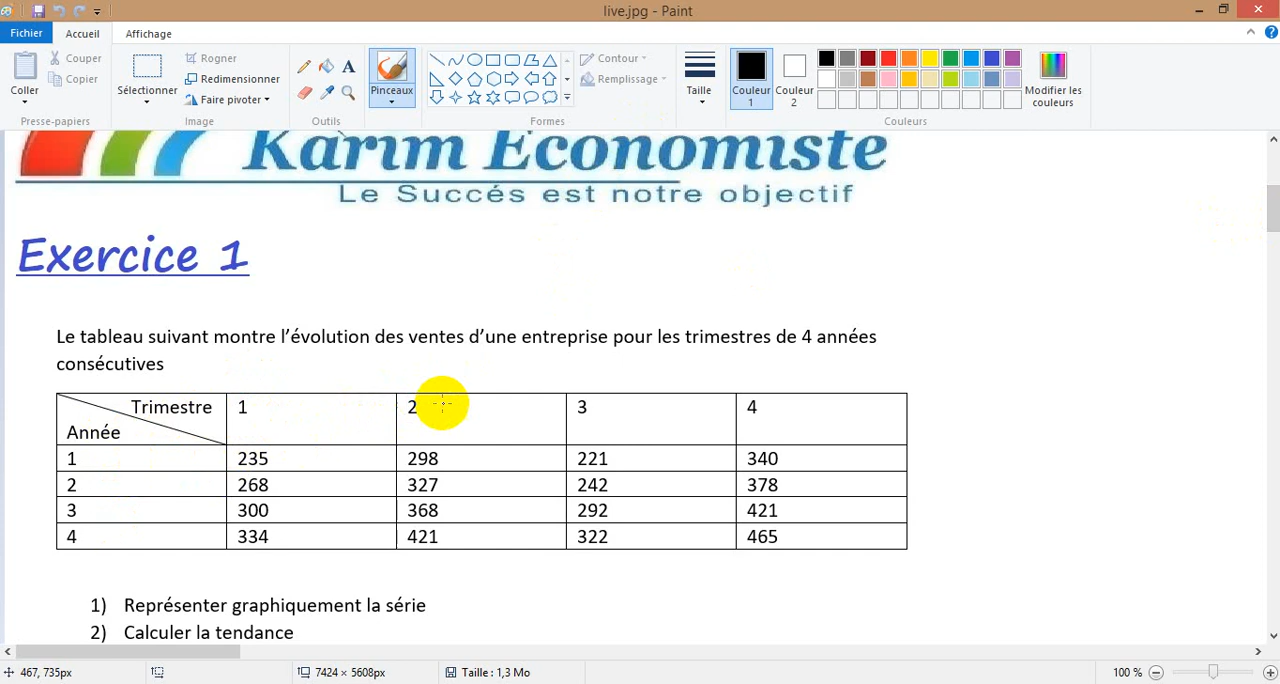 live.jpg - Paint
Fichier Accueil Affichage
Coller
Couper
Copier
Presse-papiers
Sélectionner
Rogner
Redimensionner
Faire pivoter
Image
A
Outils
Pinceaux
Contour
Remplissage
Formes
Taille
Couleur 1
Couleur 2
Modifier les couleurs
Couleurs
Karim Economiste
Le Succés est notre objectif
Exercice 1
Le tableau suivant montre l’évolution des ventes d’une entreprise pour les trimestres de 4 années
consécutives
Trimestre 1 2 3 4
Année
1 235 298 221 340
2 268 327 242 378
3 300 368 292 421
4 334 421 322 465
1) Représenter graphiquement la série
2) Calculer la tendance
467, 735px 7424 × 5608px Taille : 1,3 Mo 100 %